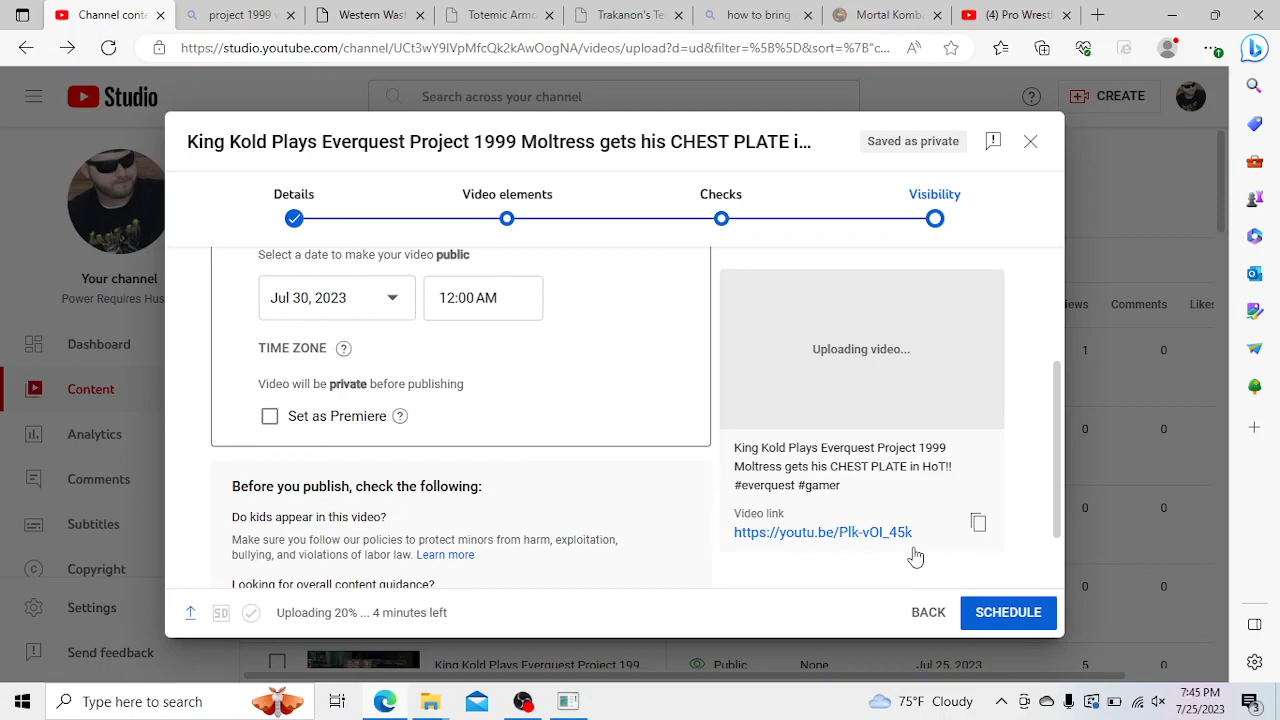 contc
project 1999
Western Wa
Totemic Armo
Trakanon's Te
how to bring
Mortal Komb
(4) Pro Wrestl
https://studio.youtube.com/channel/UCt3wY9IVpMfcQk2kAwOogNA/videos/upload?d=ud&filter=%5B%5D&sort=%7B"c...
Studio
Search across your channel
CREATE
King Kold Plays Everquest Project 1999 Moltress gets his CHEST PLATE i...
Saved as private
Details
Video elements
Checks
Visibility
Your channel
Power Requires Hus
Dashboard
Content
Analytics
Comments
Subtitles
Copyright
Settings
Send feedback
Select a date to make your video public
Jul 30, 2023
12:00 AM
TIME ZONE
Video will be private before publishing
Set as Premiere
Before you publish, check the following:
Do kids appear in this video?
Make sure you follow our policies to protect minors from harm, exploitation,
bullying, and violations of labor law. Learn more
Looking for overall content guidance?
Uploading video...
King Kold Plays Everquest Project 1999
Moltress gets his CHEST PLATE in HoT!!
#everquest #gamer
Video link
https://youtu.be/Plk-vOI_45k
iews
Comments
Likes
1
0
0
0
0
0
0
0
0
0
SD
Uploading 20% ... 4 minutes left
BACK
SCHEDULE
King Kold Plays Everquest Project 199...
Public
None
Jul 25, 2023
5
0
Type here to search
75°F Cloudy
7:45 PM
7/25/2023
3